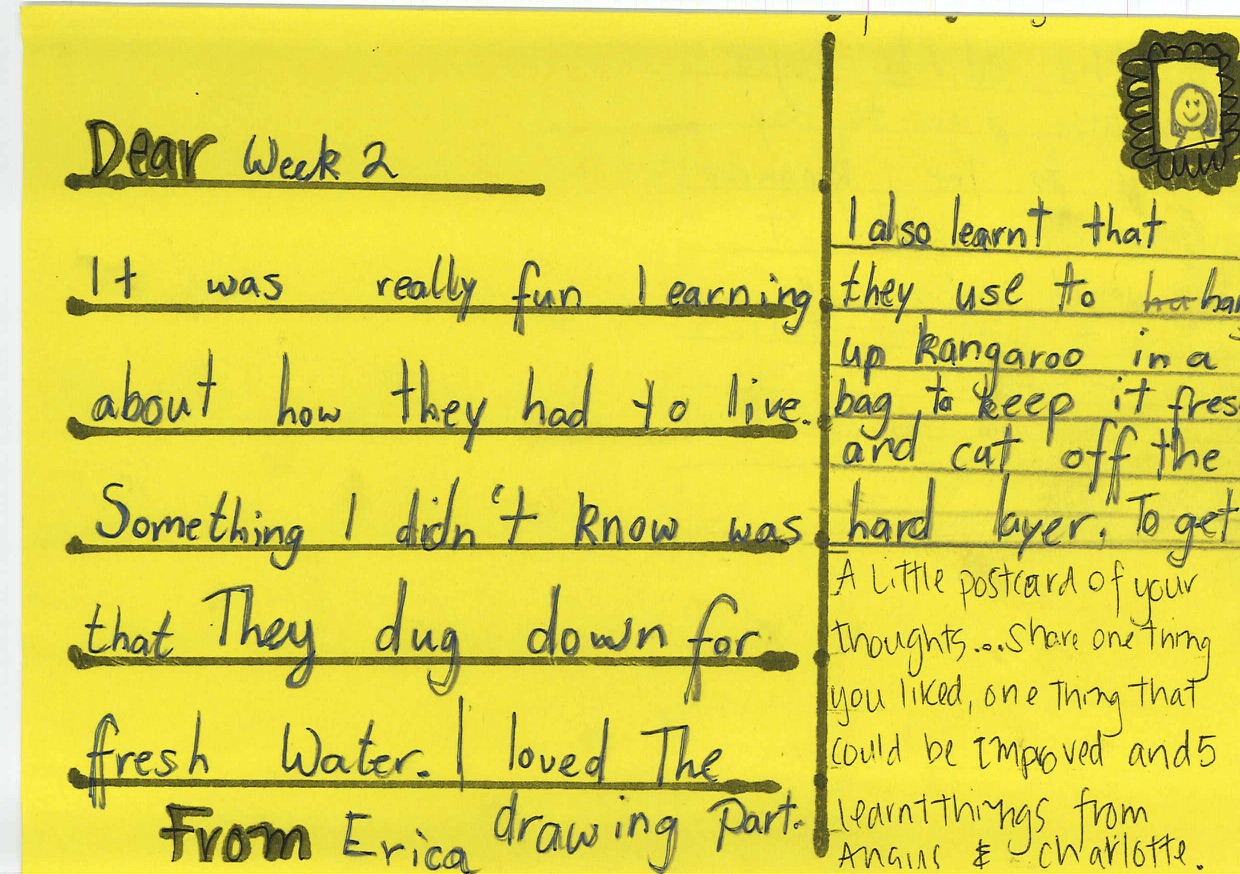 Dear Week 2
It was really fun learning
about how they had to live.
Something I didn't know was
that They dug down for
fresh Water. I loved The
drawing Part.
From Erica
I also learnt that
they use to
up kangaroo in a
bag, to keep it
and cut off the
hard layer. To get
A little postcard of your
thoughts... Share one thing
you liked, one thing that
could be improved and 5
learnt things from
& Charlotte.